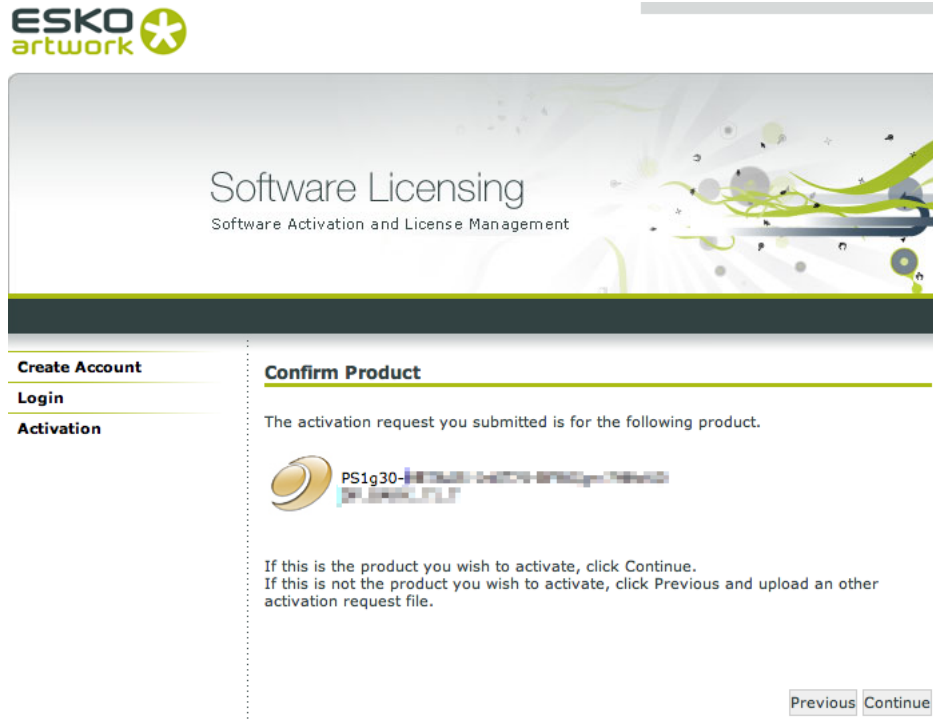 ESKO
artwork
Software Licensing
Software Activation and License Management
Create Account
Login
Activation
Confirm Product
The activation request you submitted is for the following product.
PS1g30-
If this is the product you wish to activate, click Continue.
If this is not the product you wish to activate, click Previous and upload an other
activation request file.
Previous Continue